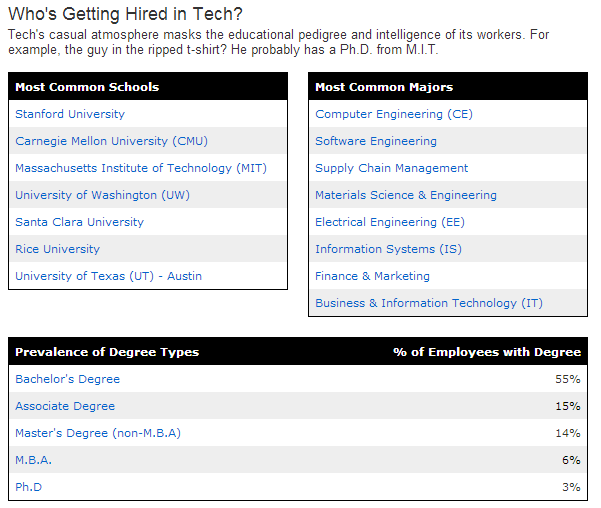 Who's Getting Hired in Tech?
Tech's casual atmosphere masks the educational pedigree and intelligence of its workers. For
example, the guy in the ripped t-shirt? He probably has a Ph.D. from M.I.T.
Most Common Schools
Stanford University
Carnegie Mellon University (CMU)
Massachusetts Institute of Technology (MIT)
University of Washington (UW)
Santa Clara University
Rice University
University of Texas (UT) - Austin
Most Common Majors
Computer Engineering (CE)
Software Engineering
Supply Chain Management
Materials Science & Engineering
Electrical Engineering (EE)
Information Systems (IS)
Finance & Marketing
Business & Information Technology (IT)
Prevalence of Degree Types % of Employees with Degree
Bachelor's Degree 55%
Associate Degree 15%
Master's Degree (non-M.B.A) 14%
M.B.A. 6%
Ph.D 3%